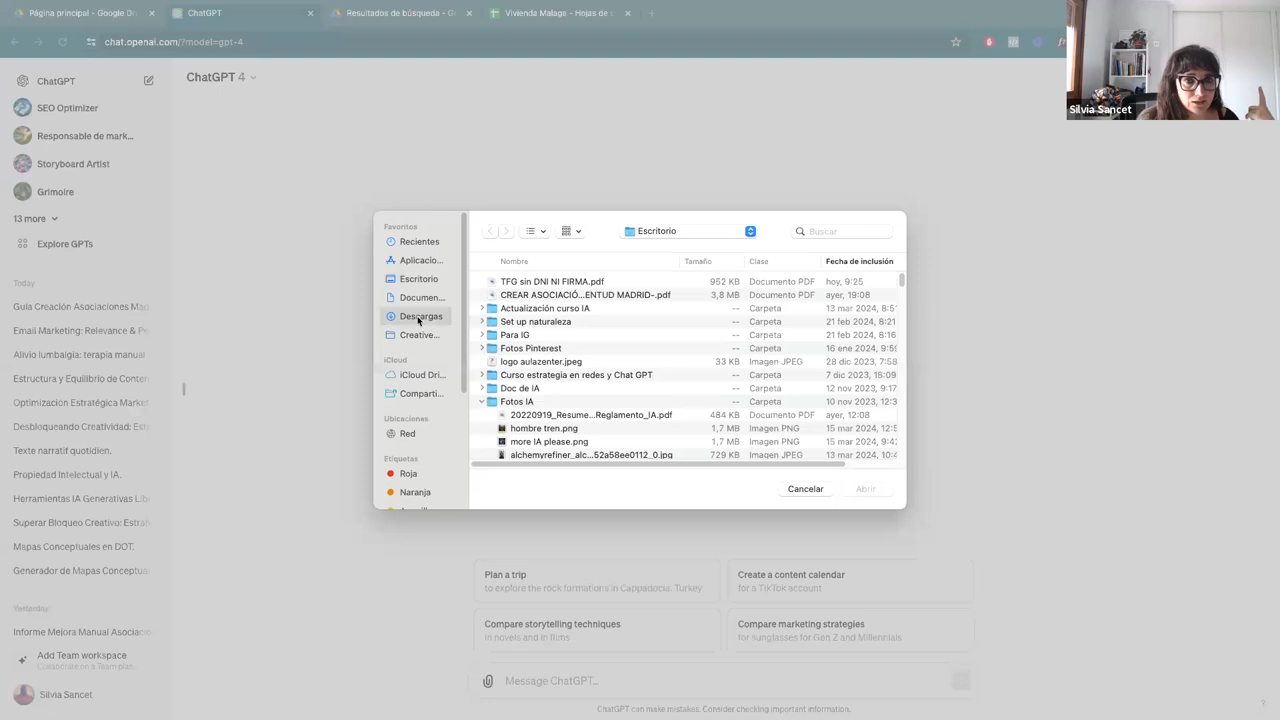 Página principal - Google Dr
ChatGPT
Resultados de búsqueda - G
Vivienda Malaga - Hojas de
chat.openai.com/?model=gpt-4
Silvia Sancet
ChatGPT
ChatGPT 4
SEO Optimizer
Responsable de mark...
Storyboard Artist
Grimoire
13 more
Explore GPTs
Today
Guía Creación Asociaciones Mad
Email Marketing: Relevance & Pe
Alivio lumbalgia: terapia manual
Estructura y Equilibrio de Conten
Optimización Estratégica Market
Desbloqueando Creatividad: Estr
Texte narratif quotidien.
Propiedad Intelectual y IA.
Herramientas IA Generativas Lib
Superar Bloqueo Creativo: Estrat
Mapas Conceptuales en DOT.
Generador de Mapas Conceptua
Yesterday
Informe Mejora Manual Asociacio
Add Team workspace
Collaborate on a Team plan...
Silvia Sancet
Favoritos
Recientes
Aplicacio...
Escritorio
Documen...
Descargas
Creative...
iCloud
iCloud Dri...
Comparti...
Ubicaciones
Red
Etiquetas
Roja
Naranja
Escritorio
Buscar
Nombre Tamaño Clase Fecha de inclusión
TFG sin DNI NI FIRMA.pdf 952 KB Documento PDF hoy, 9:25
CREAR ASOCIACIÓ...ENTUD MADRID-.pdf 3,8 MB Documento PDF ayer, 19:08
Actualización curso IA -- Carpeta 13 mar 2024, 8:5
Set up naturaleza -- Carpeta 21 feb 2024, 8:21
Para IG -- Carpeta 21 feb 2024, 8:16
Fotos Pinterest -- Carpeta 16 ene 2024, 9:5
logo aulazenter.jpeg 33 KB Imagen JPEG 28 dic 2023, 7:58
Curso estrategia en redes y Chat GPT -- Carpeta 7 dic 2023, 18:09
Doc de IA -- Carpeta 12 nov 2023, 9:17
Fotos IA -- Carpeta 10 nov 2023, 12:3
20220919_Resume...Reglamento_IA.pdf 484 KB Documento PDF ayer, 12:08
hombre tren.png 1,7 MB Imagen PNG 15 mar 2024, 12:5
more IA please.png 1,7 MB Imagen PNG 15 mar 2024, 9:42
alchemyrefiner_alc...52a58ee0112_0.jpg 729 KB Imagen JPEG 13 mar 2024, 10:4
Cancelar
Abrir
Plan a trip
to explore the rock formations in Cappadocia, Turkey
Create a content calendar
for a TikTok account
Compare storytelling techniques
in novels and in films
Compare marketing strategies
for sunglasses for Gen Z and Millennials
Message ChatGPT...
ChatGPT can make mistakes. Consider checking important information.
?